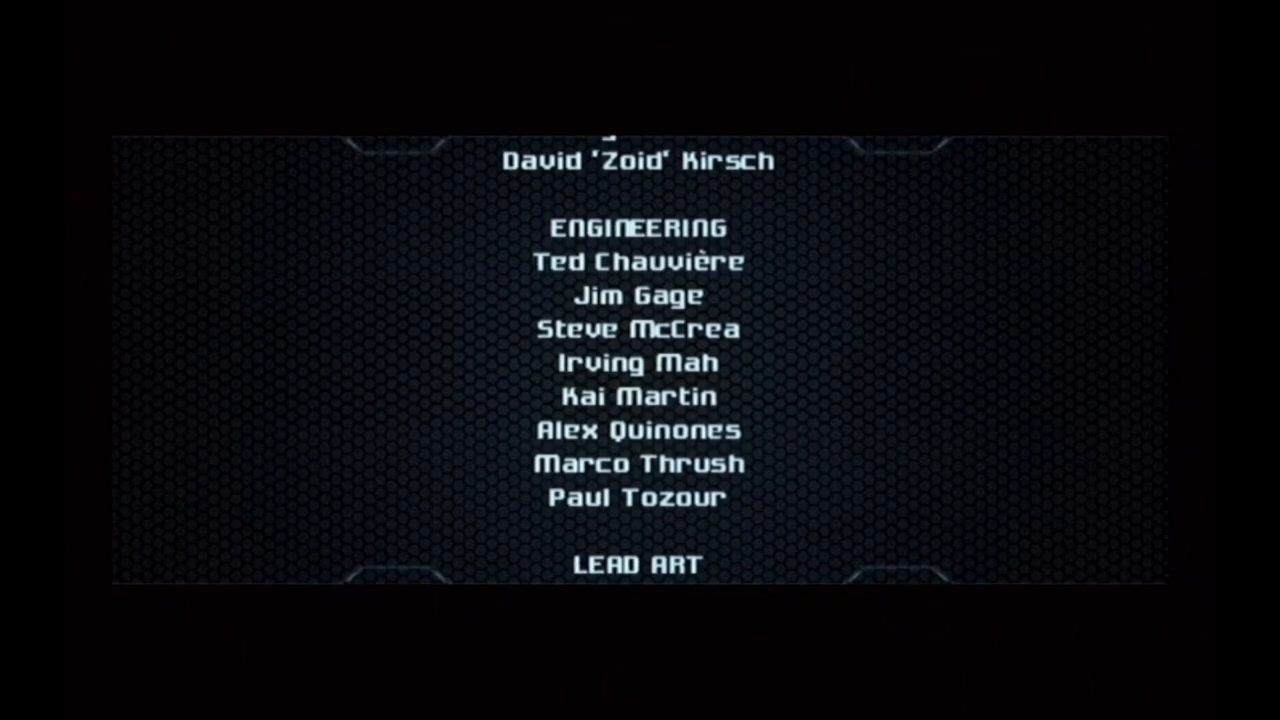 David 'Zoid' Kirsch
ENGINEERING
Ted Chauvière
Jim Gage
Steve McCrea
Irving Mah
Kai Martin
Alex Quinones
Marco Thrush
Paul Tozour
LEAD ART